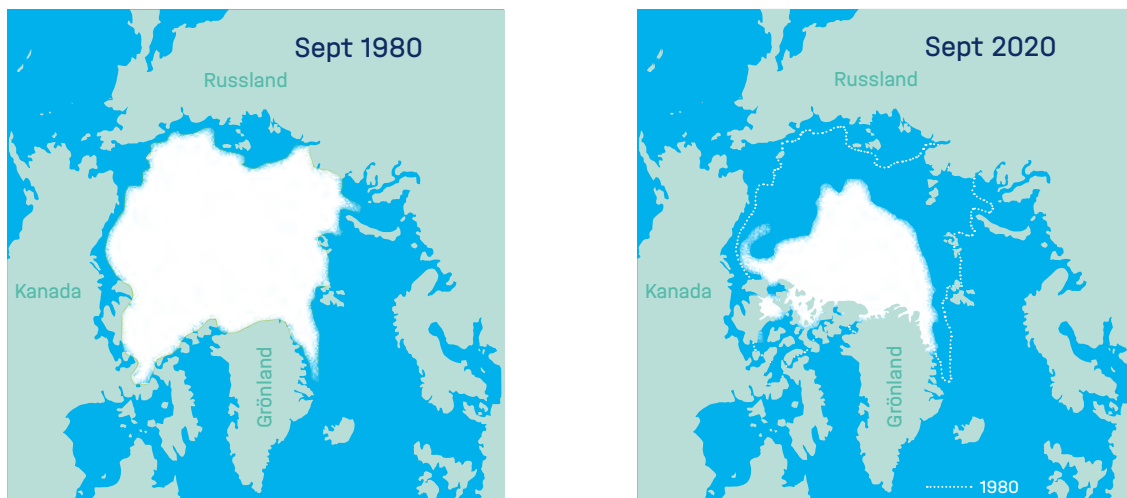 Sept 1980
Russland
Kanada
Grönland
Sept 2020
Russland
Kanada
Grönland
1980